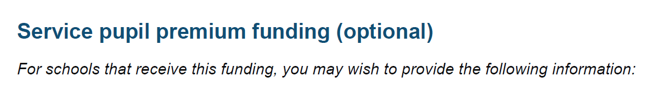 Service pupil premium funding (optional)
For schools that receive this funding, you may wish to provide the following information: